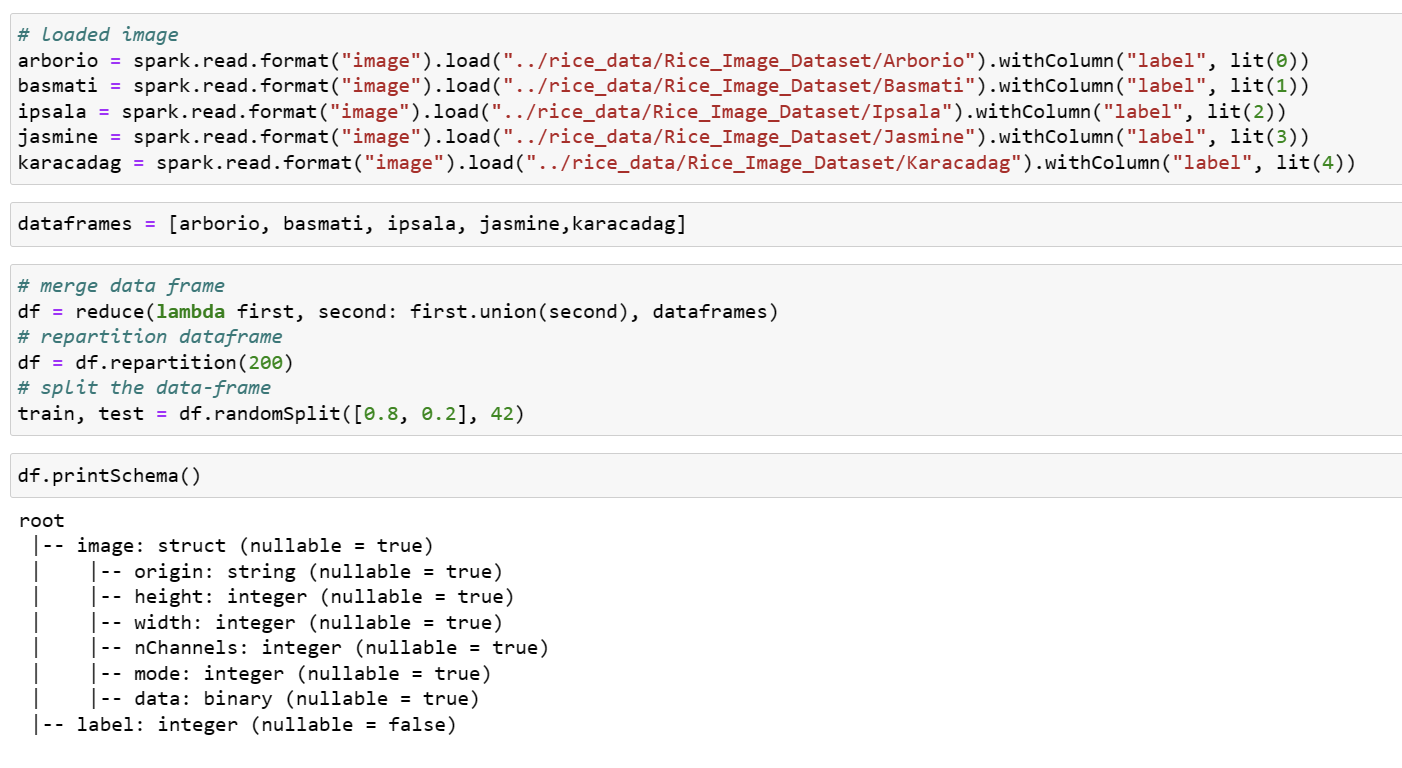 # loaded image
arborio = spark.read.format("image").load("../rice_data/Rice_Image_Dataset/Arborio").withColumn("label", lit(0))
basmati = spark.read.format("image").load("../rice_data/Rice_Image_Dataset/Basmati").withColumn("label", lit(1))
ipsala = spark.read.format("image").load("../rice_data/Rice_Image_Dataset/Ipsala").withColumn("label", lit(2))
jasmine = spark.read.format("image").load("../rice_data/Rice_Image_Dataset/Jasmine").withColumn("label", lit(3))
karacadag = spark.read.format("image").load("../rice_data/Rice_Image_Dataset/Karacadag").withColumn("label", lit(4))
dataframes = [arborio, basmati, ipsala, jasmine,karacadag]
# merge data frame
df = reduce(lambda first, second: first.union(second), dataframes)
# repartition dataframe
df = df.repartition(200)
# split the data-frame
train, test = df.randomSplit([0.8, 0.2], 42)
df.printSchema()
root
 |-- image: struct (nullable = true)
 |    |-- origin: string (nullable = true)
 |    |-- height: integer (nullable = true)
 |    |-- width: integer (nullable = true)
 |    |-- nChannels: integer (nullable = true)
 |    |-- mode: integer (nullable = true)
 |    |-- data: binary (nullable = true)
 |-- label: integer (nullable = false)